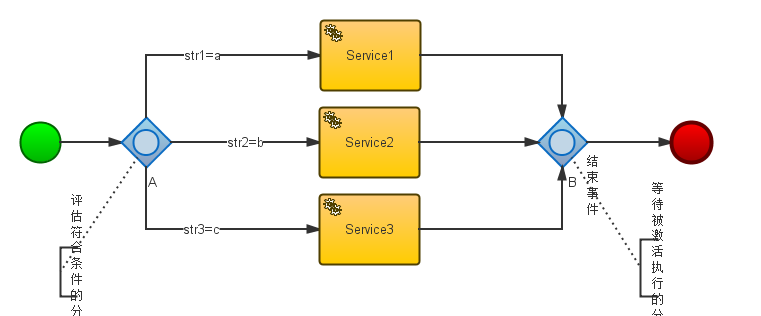 str1=a
Service1
str2=b
Service2
str3=c
Service3
A
B
结束事件
评估符合条件的分
等待被激活执行的分